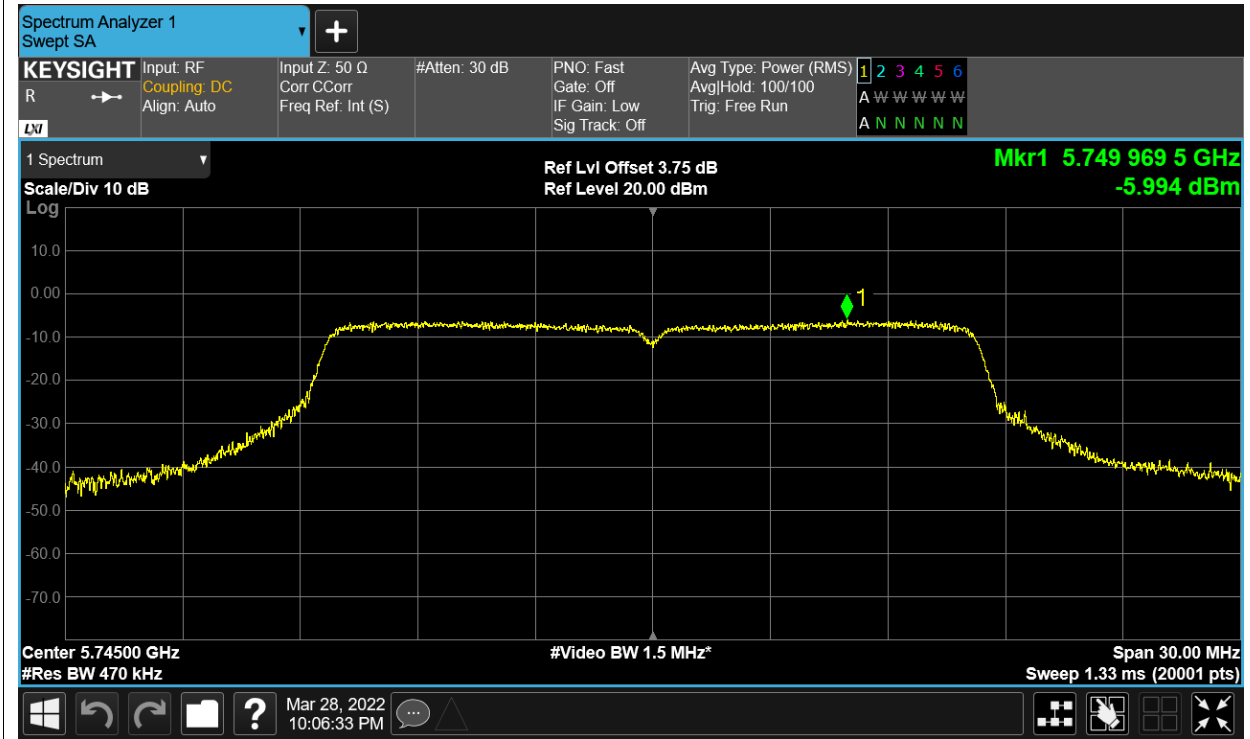 Spectrum Analyzer 1
Swept SA
KEYSIGHT
R
LXI
Input: RF
Coupling: DC
Align: Auto
Input Z: 50 Ω
Corr CCorr
Freq Ref: Int (S)
#Atten: 30 dB
PNO: Fast
Gate: Off
IF Gain: Low
Sig Track: Off
Avg Type: Power (RMS)
Avg|Hold: 100/100
Trig: Free Run
1 2 3 4 5 6
A W W W W W
A N N N N N
1 Spectrum
Scale/Div 10 dB
Log
Ref Lvl Offset 3.75 dB
Ref Level 20.00 dBm
Mkr1 5.749 969 5 GHz
-5.994 dBm
10.0
0.00
-10.0
-20.0
-30.0
-40.0
-50.0
-60.0
-70.0
1
Center 5.74500 GHz
#Res BW 470 kHz
#Video BW 1.5 MHz*
Span 30.00 MHz
Sweep 1.33 ms (20001 pts)
?
Mar 28, 2022
10:06:33 PM